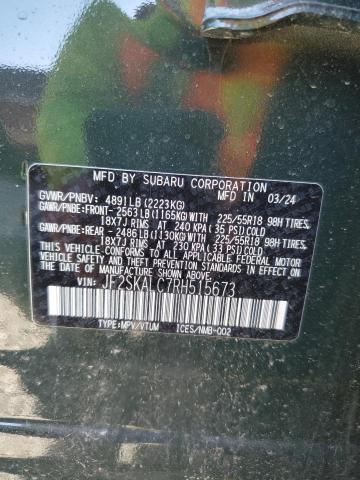 MFD BY SUBARU CORPORATION MFD IN 03/24
GVWR/PNBV: 4891LB (2223KG)
GAWR/PNBE: FRONT- 2563 LB (1165KG) WITH 225/55R18 98H TIRES,
18X7J RIMS AT 240 KPA (35 PSI) COLD
GAWR/PNBE: REAR - 2486 LB (1130KG) WITH 225/55R18 98H TIRES,
18X7J RIMS AT 230 KPA (33 PSI) COLD
THIS VEHICLE CONFORMS TO ALL APPLICABLE FEDERAL MOTOR
VEHICLE SAFETY, BUMPER, AND THEFT PREVENTION STANDARDS
IN EFFECT ON THE DATE OF MANUFACTURE SHOWN ABOVE.
VIN: JF2SKALC7RH515673
TYPE: MPV/VTUM ICES/NMB-002